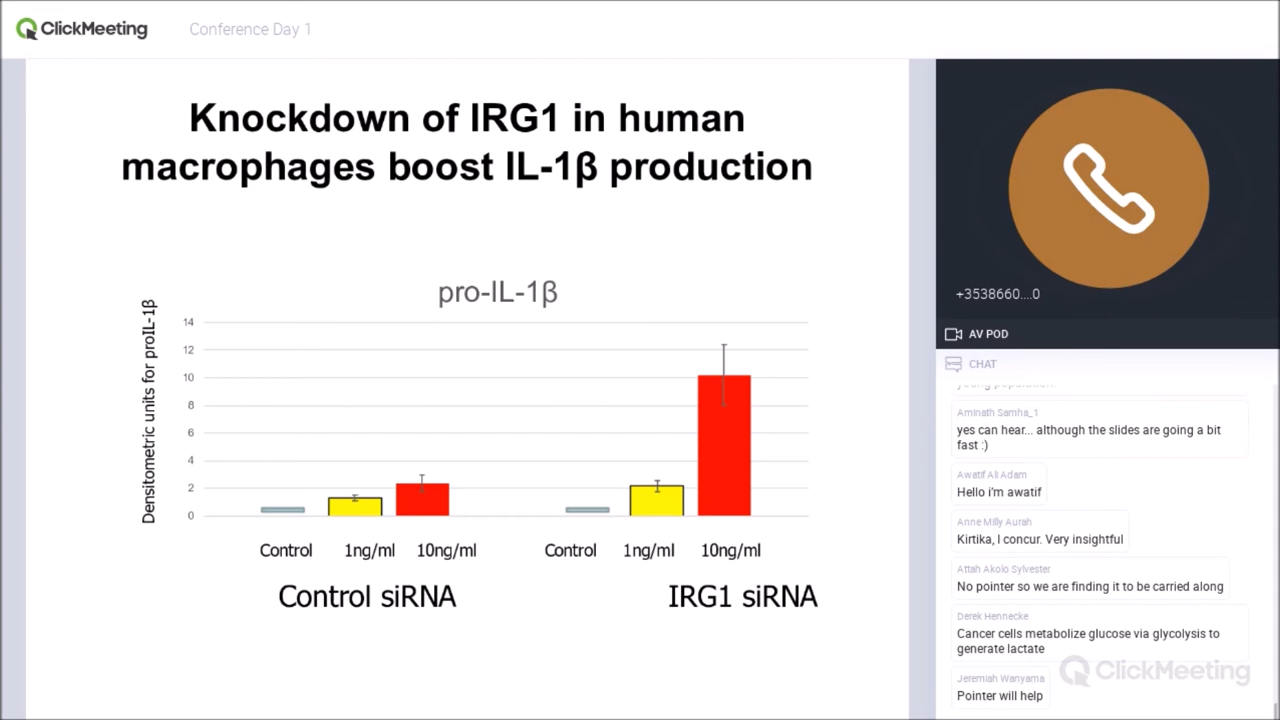 ClickMeeting
Conference Day 1
Knockdown of IRG1 in human
macrophages boost IL-1β production
pro-IL-1β
Densitometric units for proIL-1β
14
12
10
8
6
4
2
0
Control 1ng/ml 10ng/ml Control 1ng/ml 10ng/ml
Control siRNA IRG1 siRNA
+3538660....0
AV POD
CHAT
young population.
Aminath Samha_1
yes can hear... although the slides are going a bit
fast :)
Awatif Ali Adam
Hello i'm awatif
Anne Milly Aurah
Kirtika, I concur. Very insightful
Attah Akolo Sylvester
No pointer so we are finding it to be carried along
Derek Hennecke
Cancer cells metabolize glucose via glycolysis to
generate lactate
ClickMeeting
Jeremiah Wanyama
Pointer will help